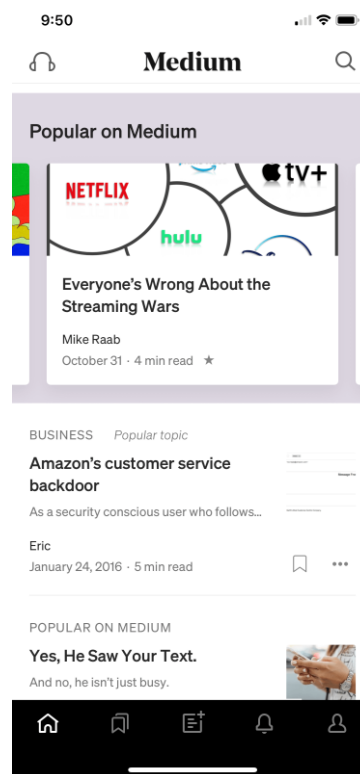 9:50
Medium
Popular on Medium
NETFLIX
tv+
hulu
Everyone's Wrong About the
Streaming Wars
Mike Raab
October 31 · 4 min read ★
BUSINESS Popular topic
Amazon's customer service
backdoor
As a security conscious user who follows...
Eric
January 24, 2016 · 5 min read
POPULAR ON MEDIUM
Yes, He Saw Your Text.
And no, he isn't just busy.